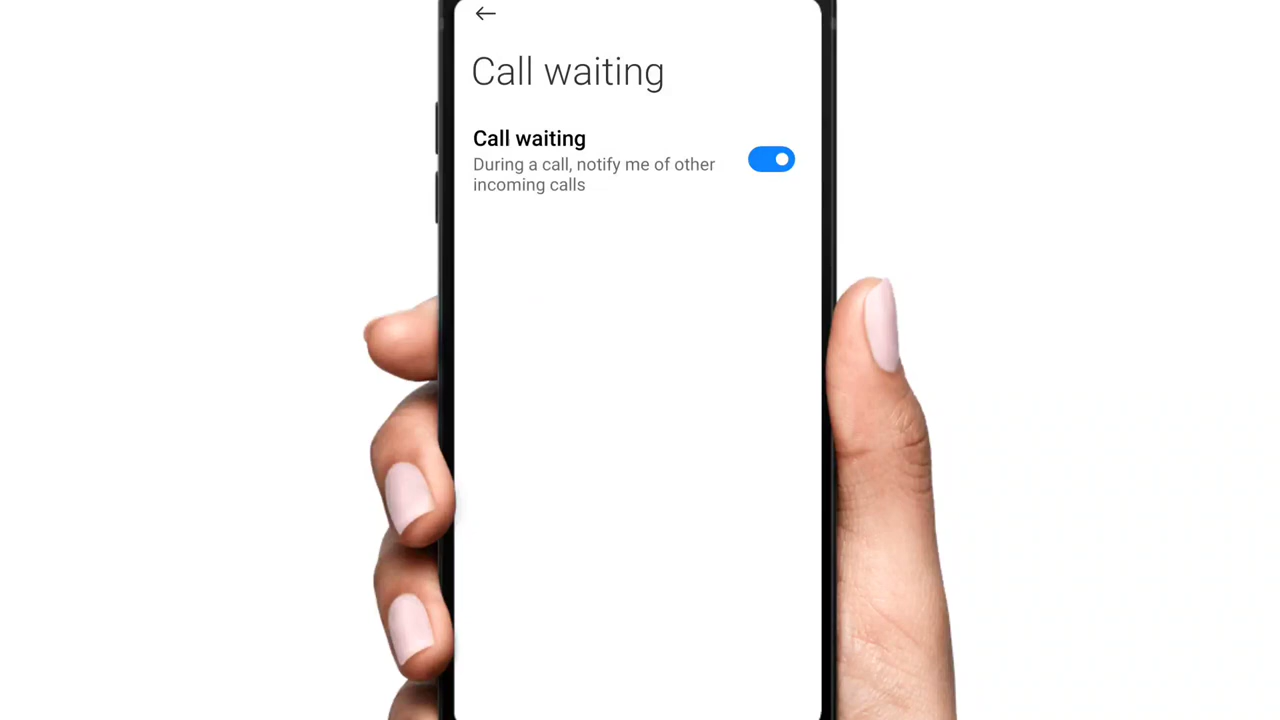 Call waiting
Call waiting
During a call, notify me of other
incoming calls